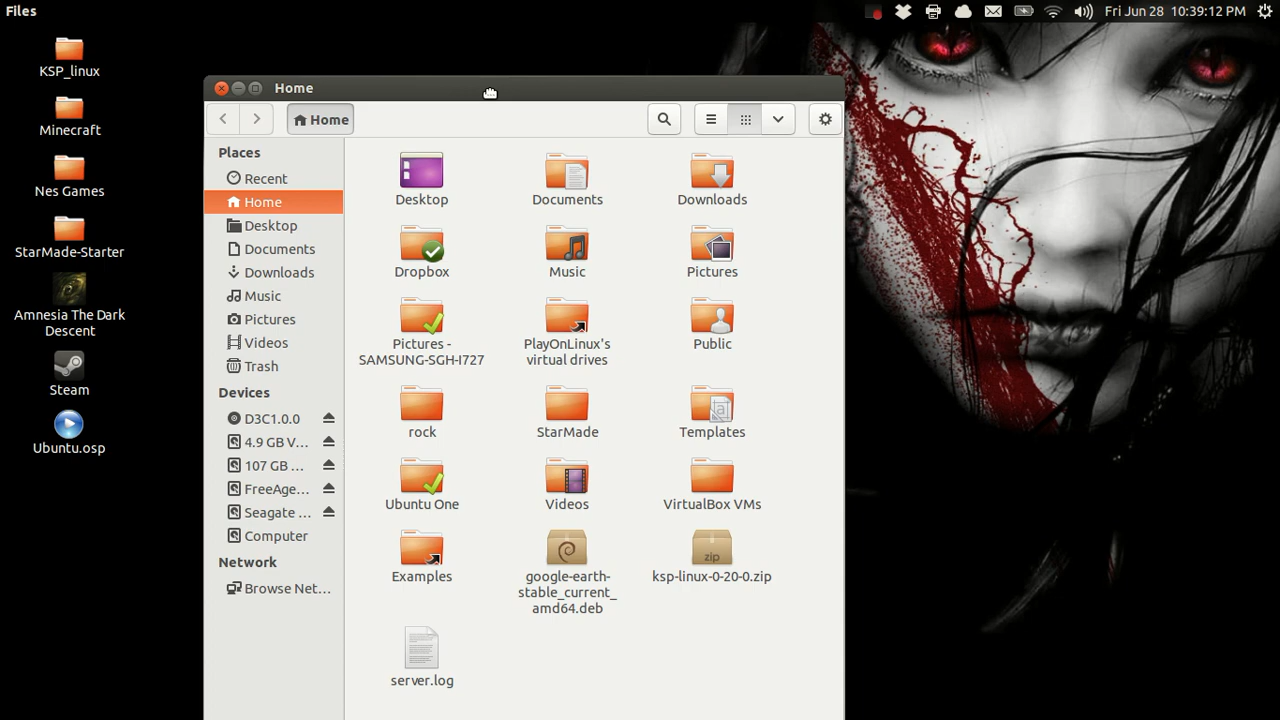 Files
Fri Jun 28 10:39:12 PM
KSP_linux
Minecraft
Nes Games
StarMade-Starter
Amnesia The Dark
Descent
Steam
Ubuntu.osp
Home
Home
Places
Recent
Home
Desktop
Documents
Downloads
Music
Pictures
Videos
Trash
Devices
D3C1.0.0
4.9 GB V...
107 GB ...
FreeAge...
Seagate ...
Computer
Network
Browse Net...
Desktop
Documents
Downloads
Dropbox
Music
Pictures
Pictures -
SAMSUNG-SGH-I727
PlayOnLinux's
virtual drives
Public
rock
StarMade
Templates
Ubuntu One
Videos
VirtualBox VMs
Examples
google-earth-
stable_current_
amd64.deb
zip
ksp-linux-0-20-0.zip
server.log